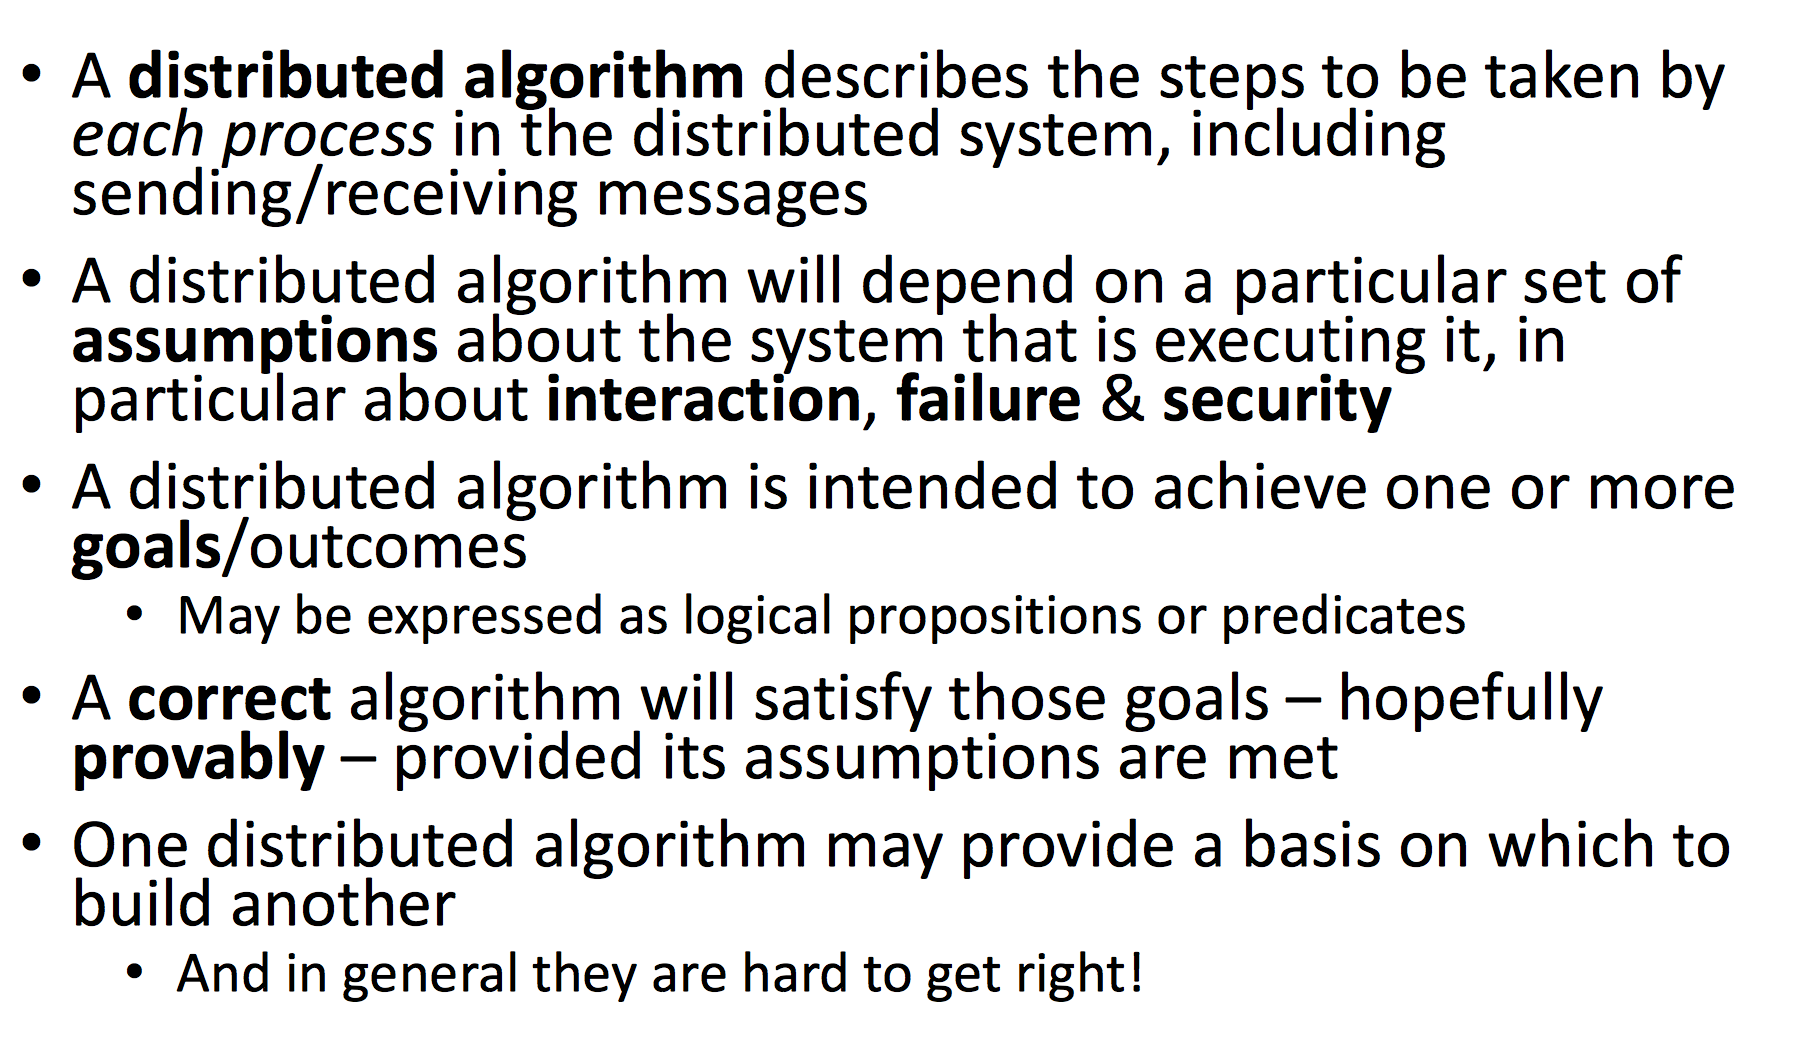 • A distributed algorithm describes the steps to be taken by
each process in the distributed system, including
sending/receiving messages
• A distributed algorithm will depend on a particular set of
assumptions about the system that is executing it, in
particular about interaction, failure & security
• A distributed algorithm is intended to achieve one or more
goals/outcomes
• May be expressed as logical propositions or predicates
• A correct algorithm will satisfy those goals – hopefully
provably – provided its assumptions are met
• One distributed algorithm may provide a basis on which to
build another
• And in general they are hard to get right!